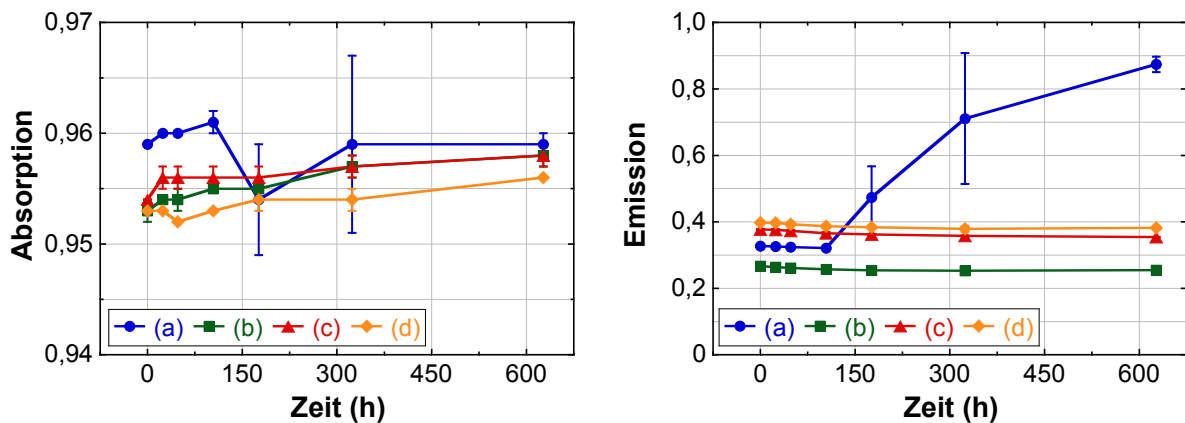 0,97
0,96
0,95
0,94
Absorption
(a) (b) (c) (d)
0 150 300 450 600
Zeit (h)
1,0
0,8
0,6
0,4
0,2
0
Emission
(a) (b) (c) (d)
0 150 300 450 600
Zeit (h)